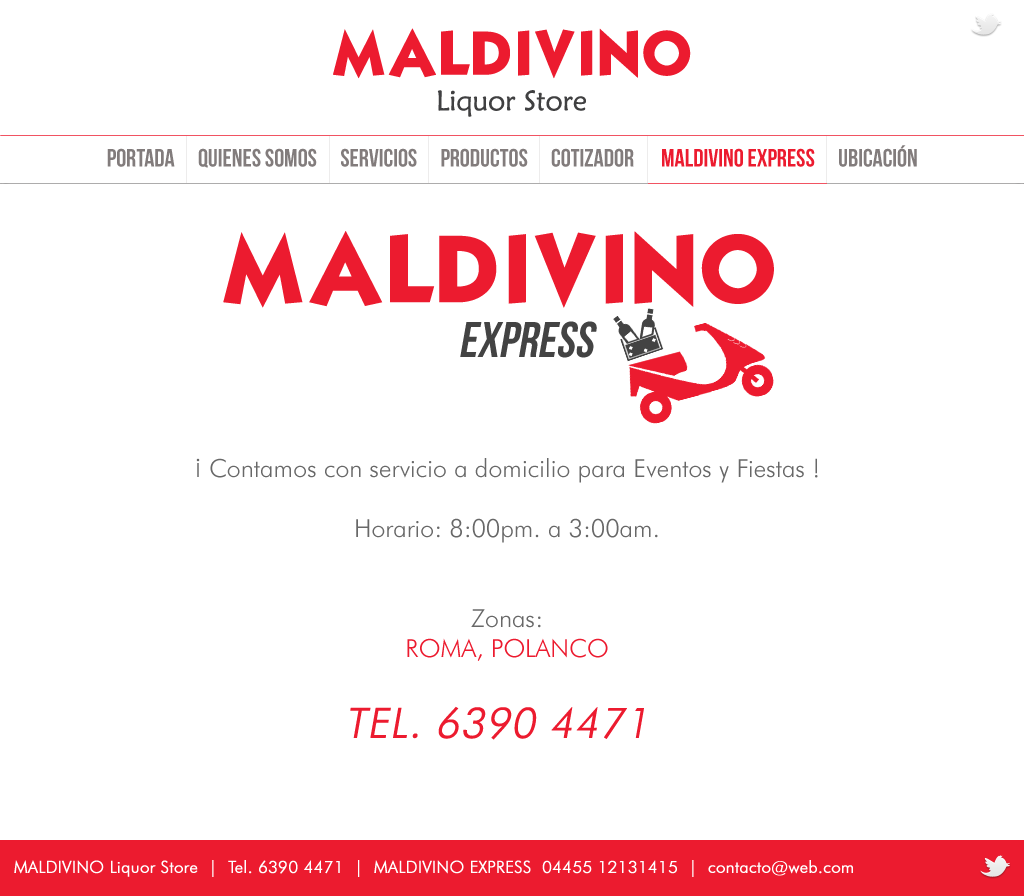 MALDIVINO
Liquor Store
PORTADA QUIENES SOMOS SERVICIOS PRODUCTOS COTIZADOR MALDIVINO EXPRESS UBICACIÓN
MALDIVINO
EXPRESS
¡ Contamos con servicio a domicilio para Eventos y Fiestas !
Horario: 8:00pm. a 3:00am.
Zonas:
ROMA, POLANCO
TEL. 6390 4471
MALDIVINO Liquor Store | Tel. 6390 4471 | MALDIVINO EXPRESS 04455 12131415 | contacto@web.com